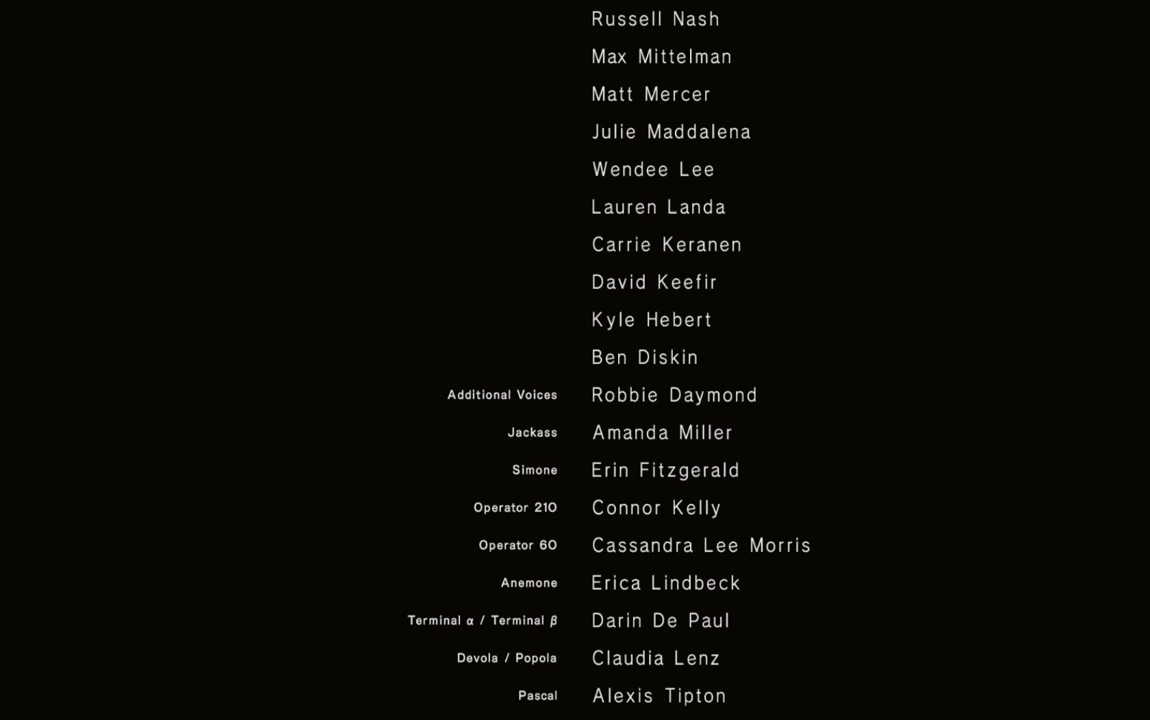 Russell Nash
Max Mittelman
Matt Mercer
Julie Maddalena
Wendee Lee
Lauren Landa
Carrie Keranen
David Keefir
Kyle Hebert
Ben Diskin
Additional Voices Robbie Daymond
Jackass Amanda Miller
Simone Erin Fitzgerald
Operator 21O Connor Kelly
Operator 6O Cassandra Lee Morris
Anemone Erica Lindbeck
Terminal α / Terminal β Darin De Paul
Devola / Popola Claudia Lenz
Pascal Alexis Tipton